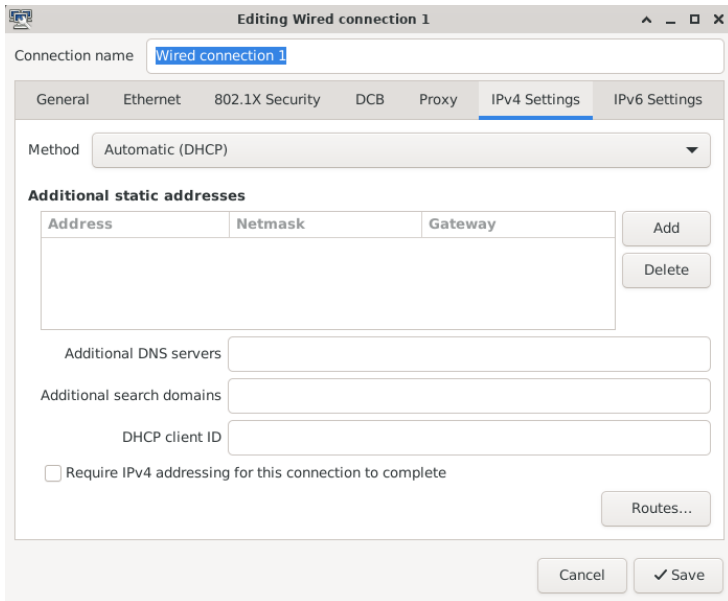 Editing Wired connection 1
Connection name Wired connection 1
General Ethernet 802.1X Security DCB Proxy IPv4 Settings IPv6 Settings
Method Automatic (DHCP)
Additional static addresses
Address Netmask Gateway
Add
Delete
Additional DNS servers
Additional search domains
DHCP client ID
Require IPv4 addressing for this connection to complete
Routes...
Cancel Save